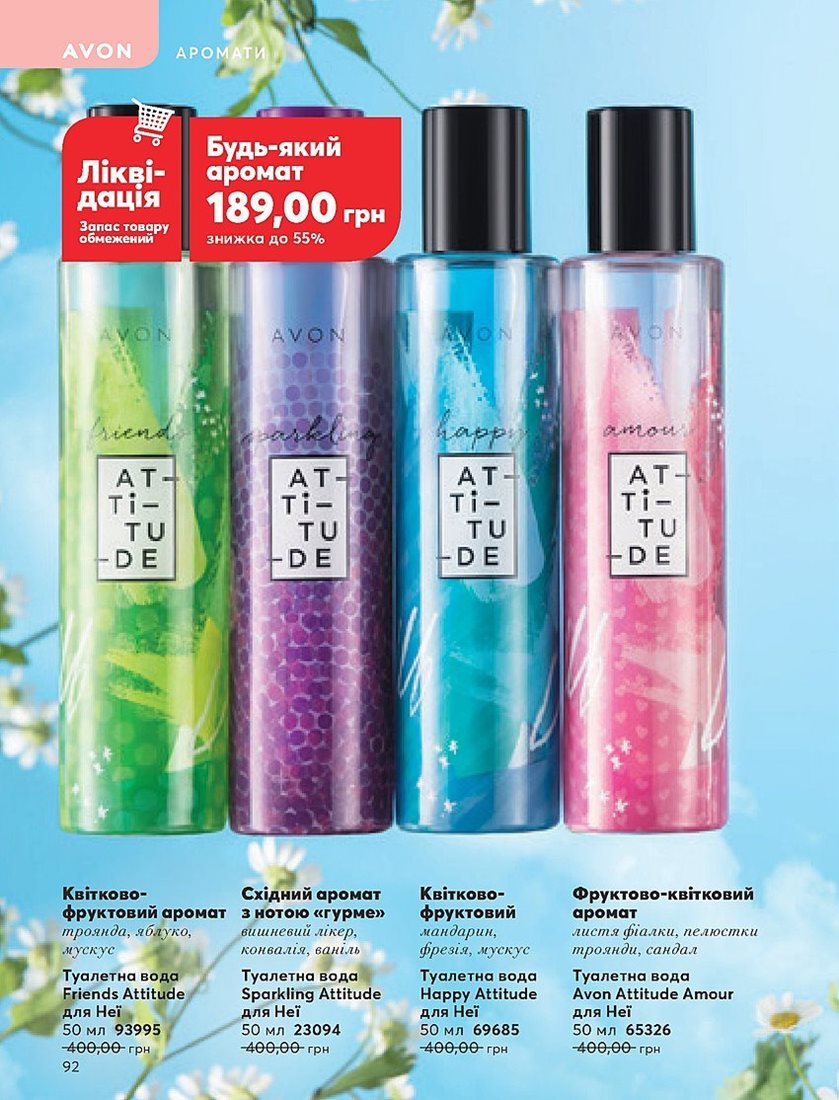 AVON
АРОМАТИ
Лікві-
дація
Запас товару
обмежений
Будь-який
аромат
189,00 грн
знижка до 55%
AVON
AVON
AVON
friends
AT-
TI-
TU
-DE
sparkling
AT-
TI-
TU
-DE
happy
AT-
TI-
TU
-DE
amour
AT-
TI-
TU
-DE
Квітково-
фруктовий аромат
троянда, яблуко,
мускус
Туалетна вода
Friends Attitude
для Неї
50 мл 93995
400,00 грн
Східний аромат
з нотою «гурме»
вишневий лікер,
конвалія, ваніль
Туалетна вода
Sparkling Attitude
для Неї
50 мл 23094
400,00 грн
Квітково-
фруктовий
мандарин,
фрезія, мускус
Туалетна вода
Happy Attitude
для Неї
50 мл 69685
400,00 грн
Фруктово-квітковий
аромат
листя фіалки, пелюстки
троянди, сандал
Туалетна вода
Avon Attitude Amour
для Неї
50 мл 65326
400,00 грн
92